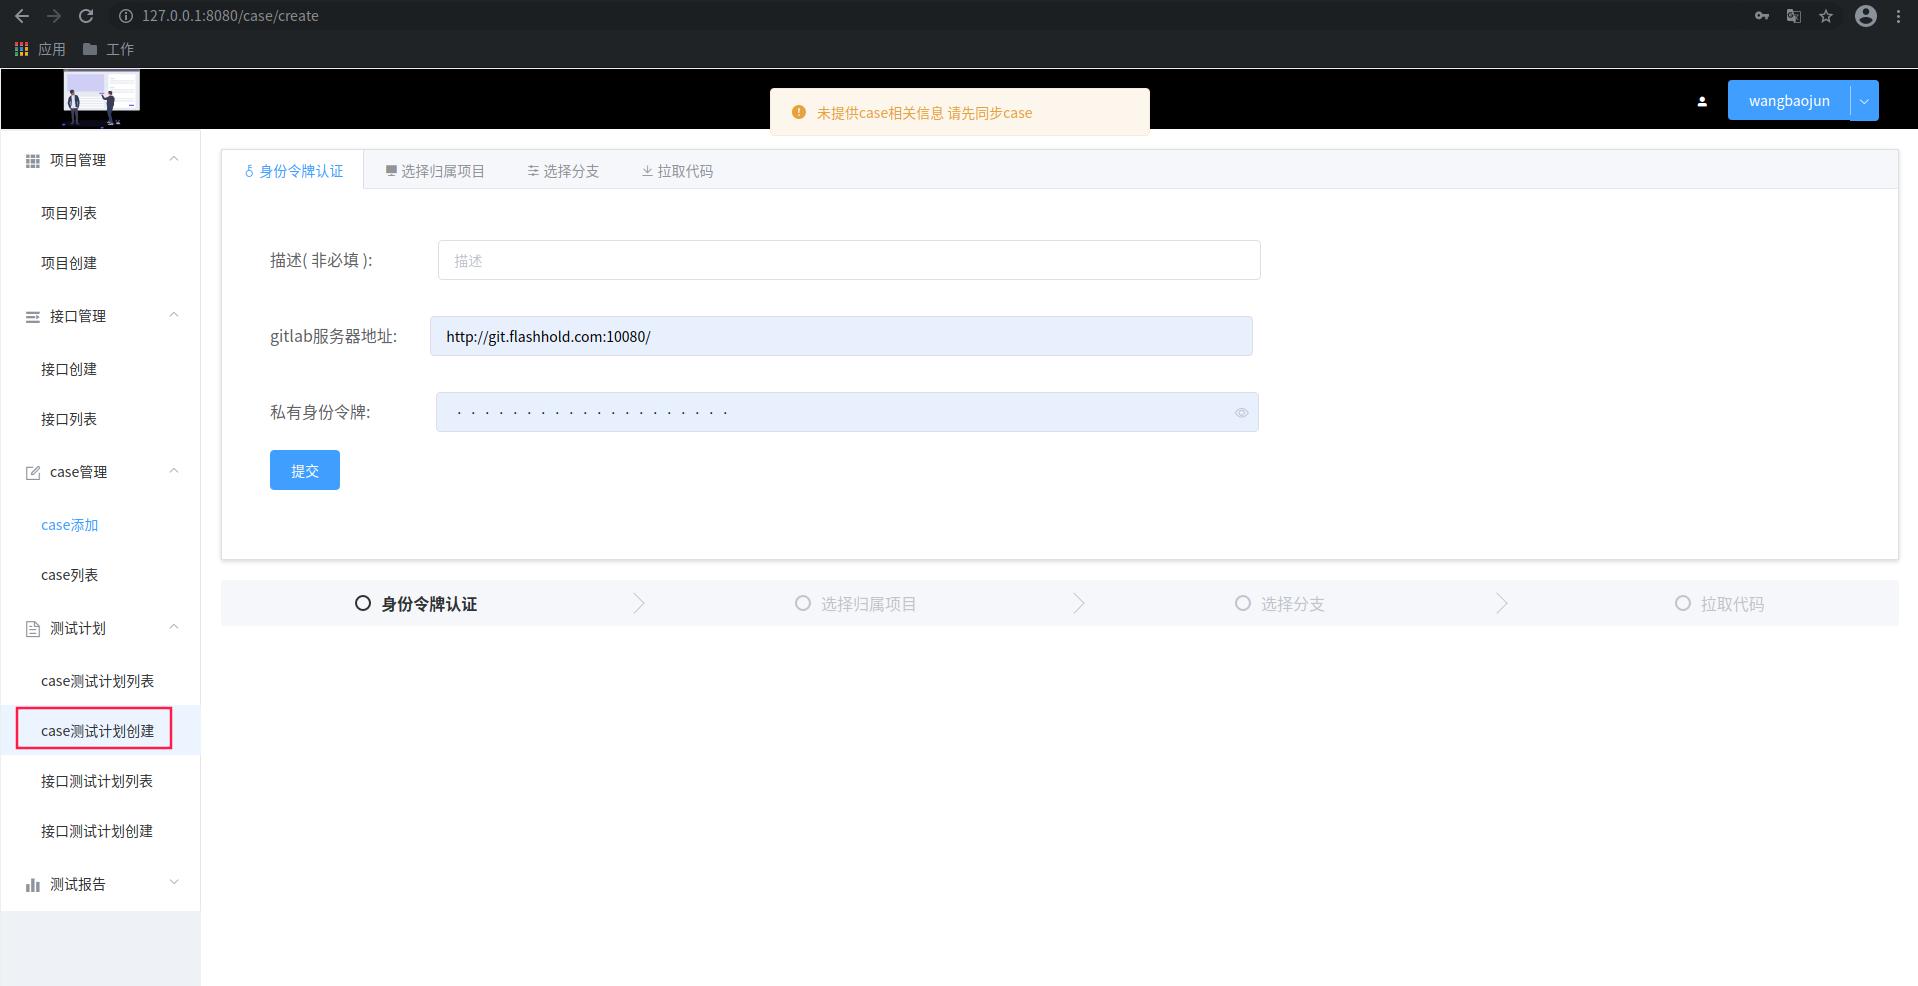 127.0.0.1:8080/case/create
应用 工作
未提供case相关信息 请先同步case
wangbaojun
项目管理
项目列表
项目创建
接口管理
接口创建
接口列表
case管理
case添加
case列表
测试计划
case测试计划列表
case测试计划创建
接口测试计划列表
接口测试计划创建
测试报告
身份令牌认证 选择归属项目 选择分支 拉取代码
描述( 非必填 ): 描述
gitlab服务器地址: http://git.flashhold.com:10080/
私有身份令牌: · · · · · · · · · · · · · · · · · · · ·
提交
身份令牌认证 选择归属项目 选择分支 拉取代码